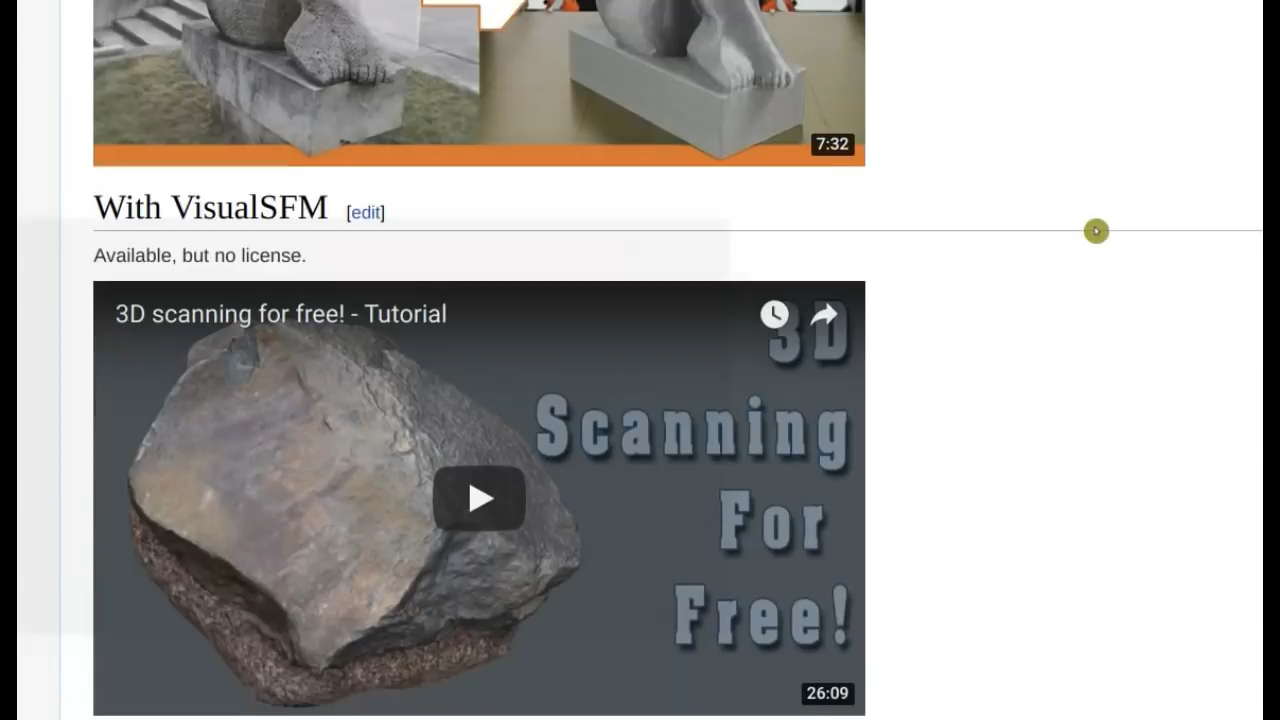 7:32
With VisualSFM [edit]
Available, but no license.
3D scanning for free! - Tutorial
3D
Scanning
For
Free!
26:09